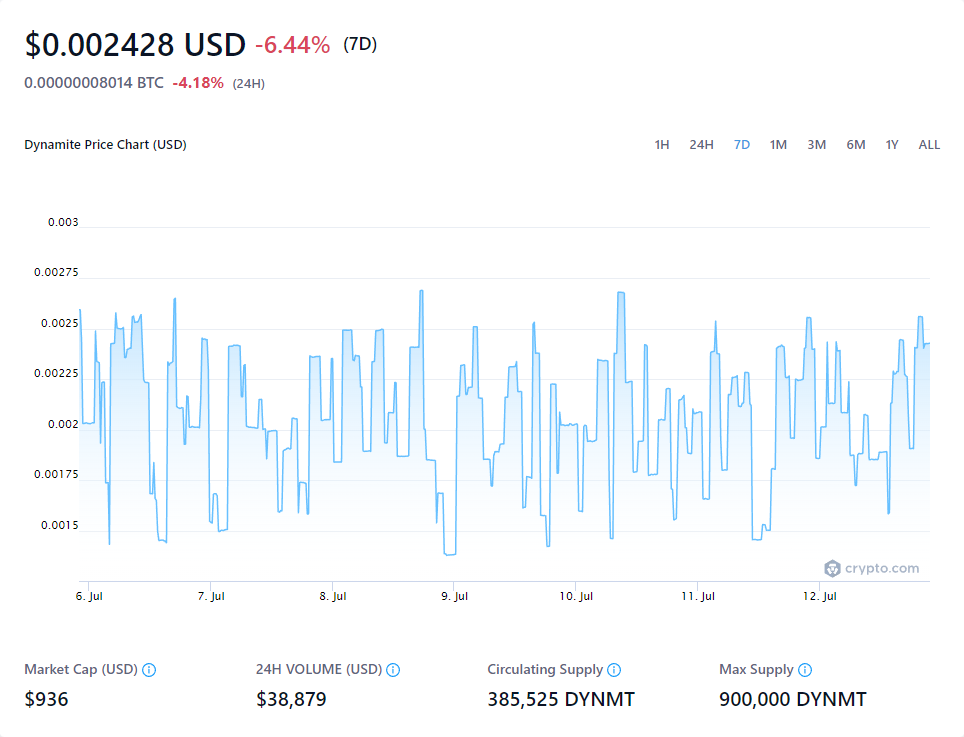 $0.002428 USD -6.44% (7D)
0.00000008014 BTC -4.18% (24H)
Dynamite Price Chart (USD) 1H 24H 7D 1M 3M 6M 1Y ALL
0.003
0.00275
0.0025
0.00225
0.002
0.00175
0.0015
crypto.com
6. Jul 7. Jul 8. Jul 9. Jul 10. Jul 11. Jul 12. Jul
Market Cap (USD) 24H VOLUME (USD) Circulating Supply Max Supply
$936 $38,879 385,525 DYNMT 900,000 DYNMT